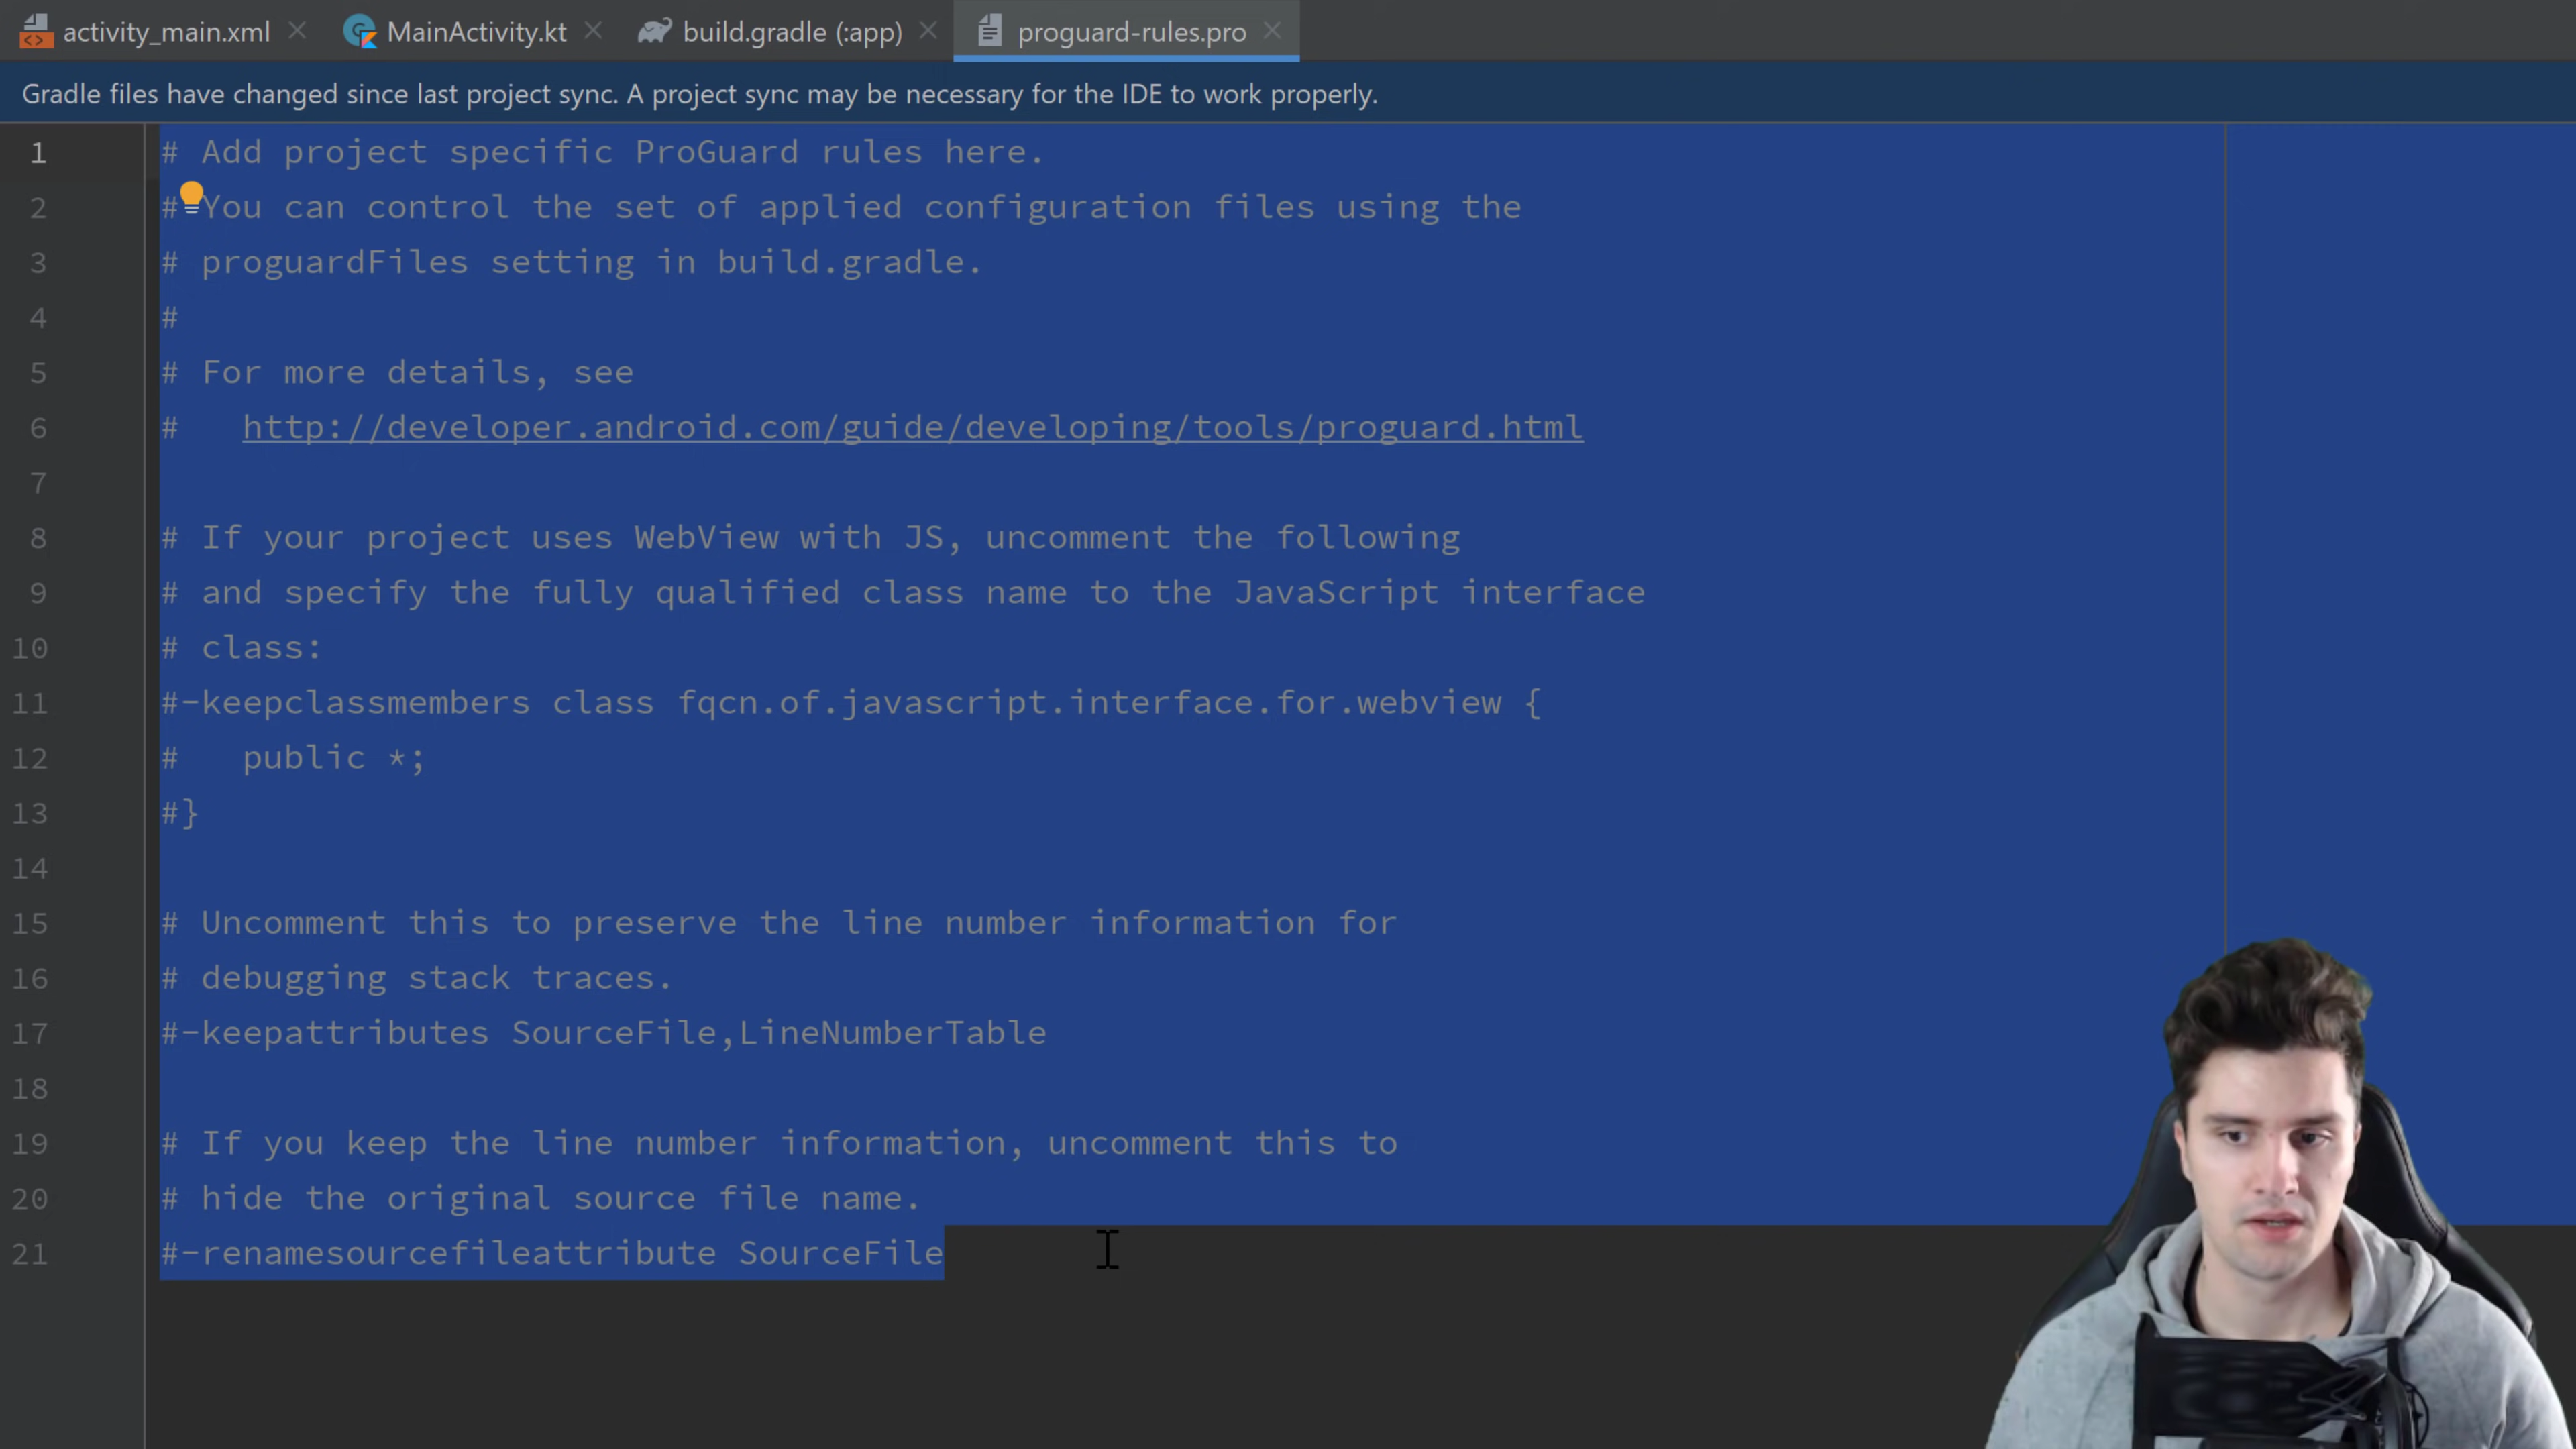 activity_main.xml MainActivity.kt build.gradle (:app) proguard-rules.pro
Gradle files have changed since last project sync. A project sync may be necessary for the IDE to work properly.
1 # Add project specific ProGuard rules here.
2 # You can control the set of applied configuration files using the
3 # proguardFiles setting in build.gradle.
4 #
5 # For more details, see
6 #   http://developer.android.com/guide/developing/tools/proguard.html
7
8 # If your project uses WebView with JS, uncomment the following
9 # and specify the fully qualified class name to the JavaScript interface
10 # class:
11 #-keepclassmembers class fqcn.of.javascript.interface.for.webview {
12 #   public *;
13 #}
14
15 # Uncomment this to preserve the line number information for
16 # debugging stack traces.
17 #-keepattributes SourceFile,LineNumberTable
18
19 # If you keep the line number information, uncomment this to
20 # hide the original source file name.
21 #-renamesourcefileattribute SourceFile